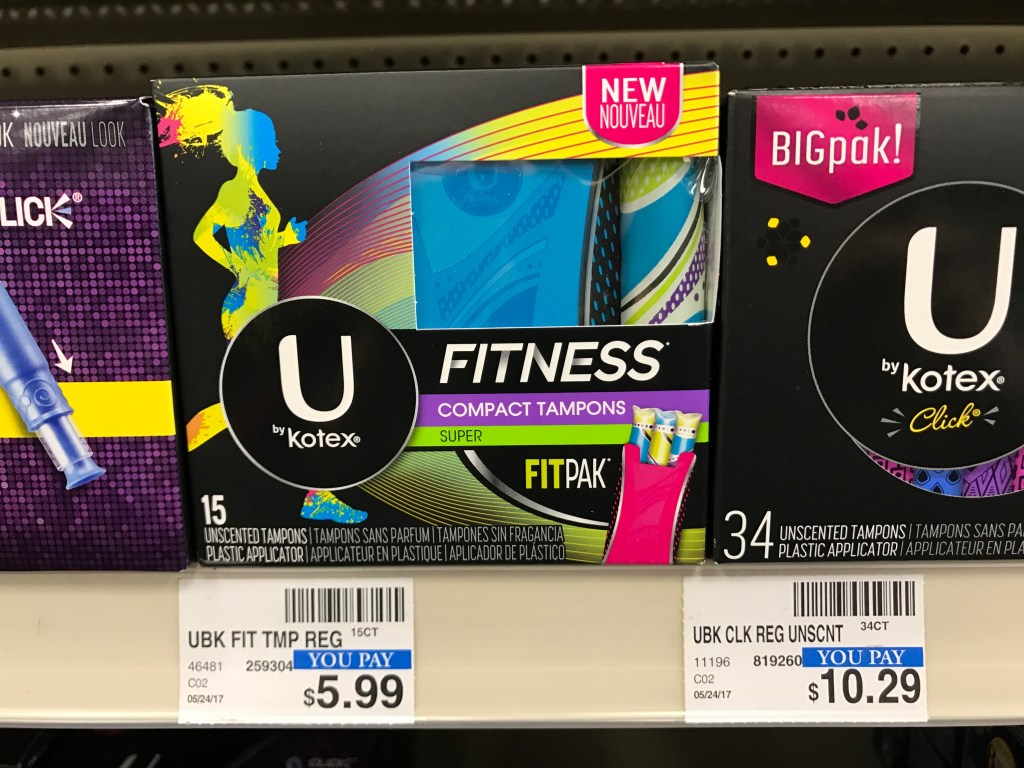 NOUVEAU LOOK
LICK®
NEW
NOUVEAU
U
by Kotex®
FITNESS
COMPACT TAMPONS
SUPER
FITPAK™
15
UNSCENTED TAMPONS | TAMPONS SANS PARFUM | TAMPONES SIN FRAGANCIA
PLASTIC APPLICATOR | APPLICATEUR EN PLASTIQUE | APLICADOR DE PLÁSTICO
BIGpak!
U
by Kotex®
Click®
34 UNSCENTED TAMPONS | TAMPONS SANS PA
PLASTIC APPLICATOR | APPLICATEUR EN PLA
UBK FIT TMP REG 15CT
46481 259304 YOU PAY
C02
05/24/17
$5.99
UBK CLK REG UNSCNT 34CT
11196 819260 YOU PAY
C02
05/24/17
$10.29